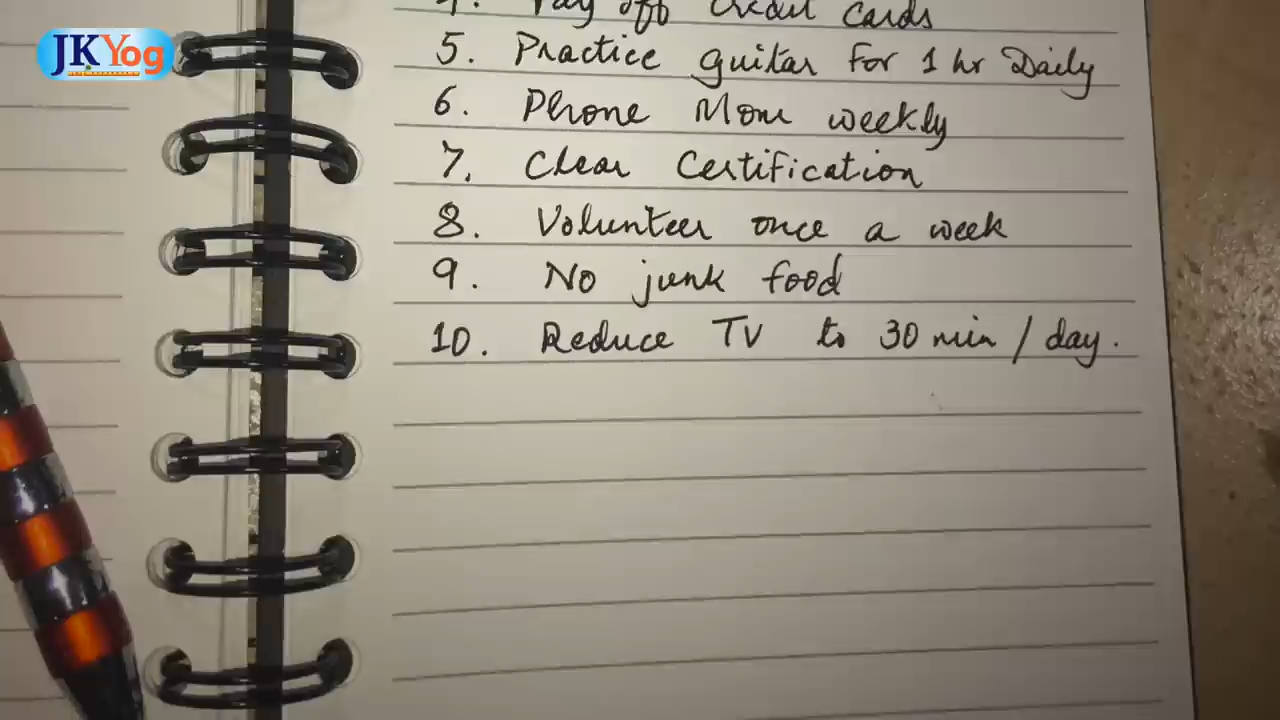 JKYog
4. Pay off Credit Cards
5. Practice guitar for 1 hr Daily
6. Phone Mom weekly
7. Clear Certification
8. Volunteer once a week
9. No junk food
10. Reduce TV to 30 min / day.